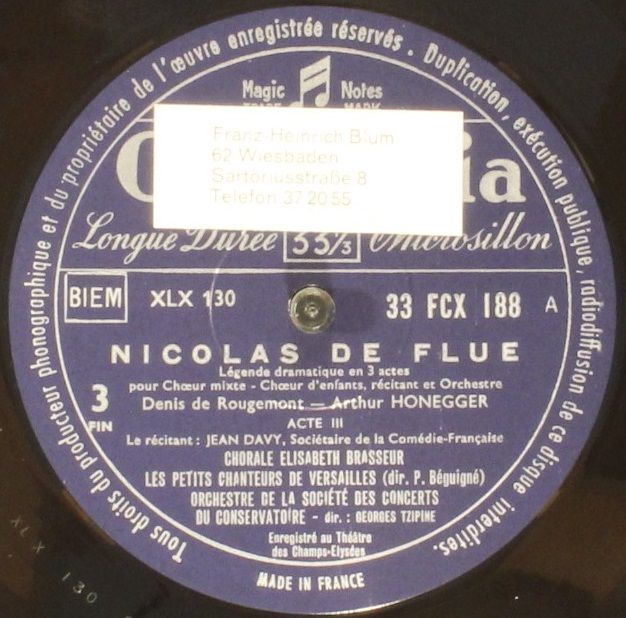 Tous droits du producteur phonographique et du propriétaire de l'œuvre enregistrée réservés. Duplication, exécution publique, radiodiffusion de ce disque interdites.
Magic Notes
TRADE MARK
Franz-Heinrich Blum
62 Wiesbaden
Sartoriusstraße 8
Telefon 37 20 55
C ia
Longue Durée 33 1/3 Microsillon
BIEM XLX 130 33 FCX 188 A
NICOLAS DE FLUE
Légende dramatique en 3 actes
pour Chœur mixte - Chœur d'enfants, récitant et Orchestre
3 Denis de Rougemont — Arthur HONEGGER
FIN ACTE III
Le récitant : JEAN DAVY, Sociétaire de la Comédie-Française
CHORALE ELISABETH BRASSEUR
LES PETITS CHANTEURS DE VERSAILLES (dir. P. Béguigné)
ORCHESTRE DE LA SOCIÉTÉ DES CONCERTS
DU CONSERVATOIRE - dir. : GEORGES TZIPINE
Enregistré au Théâtre
des Champs-Elysées
MADE IN FRANCE
XLX 130